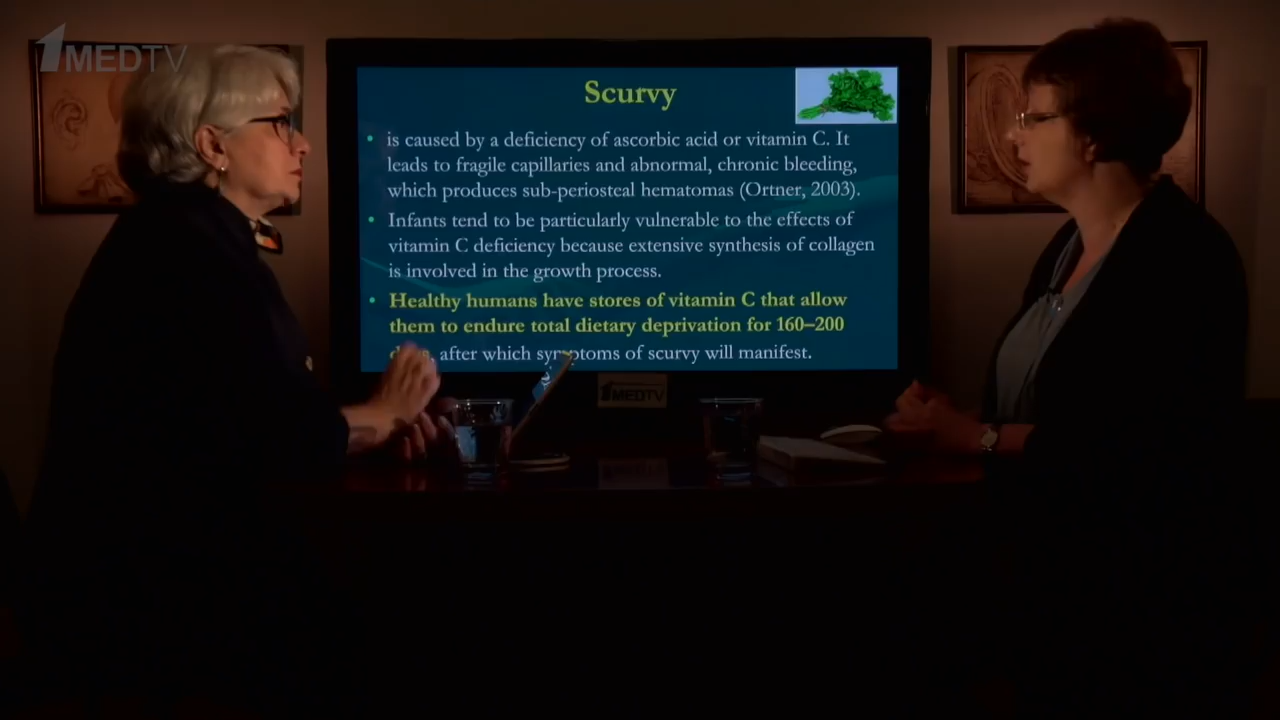 1MEDTV
Scurvy
• is caused by a deficiency of ascorbic acid or vitamin C. It
leads to fragile capillaries and abnormal, chronic bleeding,
which produces sub-periosteal hematomas (Ortner, 2003).
• Infants tend to be particularly vulnerable to the effects of
vitamin C deficiency because extensive synthesis of collagen
is involved in the growth process.
• Healthy humans have stores of vitamin C that allow
them to endure total dietary deprivation for 160–200
after which symptoms of scurvy will manifest.
1MEDTV